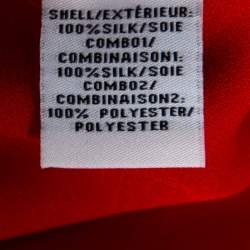 SHELL/EXTÉRIEUR:
100%SILK/SOIE
COMBO1/
COMBINAISON1:
100%SILK/SOIE
COMBO2/
COMBINAISON2:
100% POLYESTER/
POLYESTER